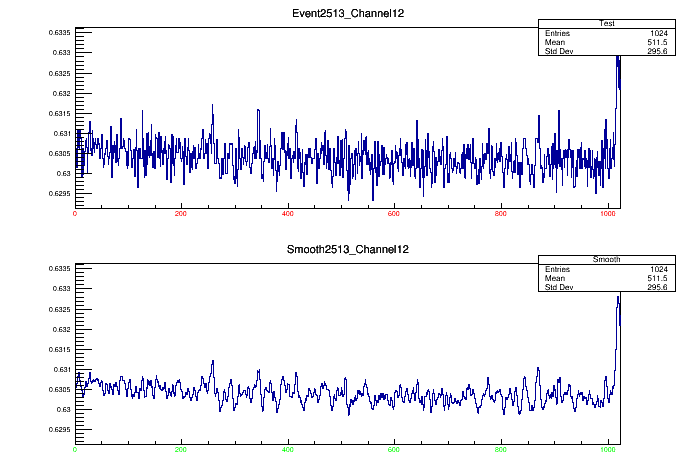 Event2513_Channel12
Test
Entries 1024
Mean 511.5
Std Dev 295.6
0.6335
0.633
0.6325
0.632
0.6315
0.631
0.6305
0.63
0.6295
0 200 400 600 800 1000
Smooth2513_Channel12
Smooth
Entries 1024
Mean 511.5
Std Dev 295.6
0.6335
0.633
0.6325
0.632
0.6315
0.631
0.6305
0.63
0.6295
0 200 400 600 800 1000